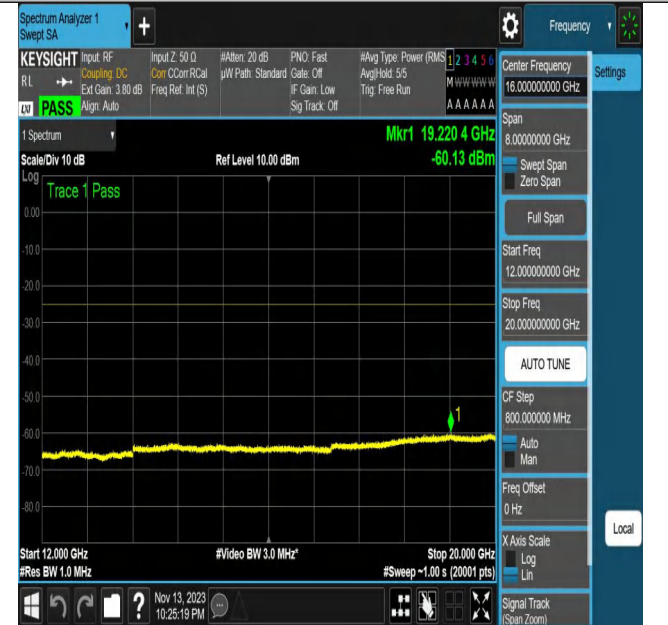 Spectrum Analyzer 1
Swept SA
+
Frequency
KEYSIGHT
RL
LXI
PASS
Input: RF
Coupling: DC
Ext Gain: 3.80 dB
Align: Auto
Input Z: 50 Ω
Corr CCorr RCal
Freq Ref: Int (S)
#Atten: 20 dB
µW Path: Standard
PNO: Fast
Gate: Off
IF Gain: Low
Sig Track: Off
#Avg Type: Power (RMS
Avg|Hold: 5/5
Trig: Free Run
1 2 3 4 5 6
M W W W W W
A A A A A A
1 Spectrum
Scale/Div 10 dB
Log
Ref Level 10.00 dBm
Mkr1 19.220 4 GHz
-60.13 dBm
Trace 1 Pass
0.00
-10.0
-20.0
-30.0
-40.0
-50.0
-60.0
-70.0
-80.0
1
Start 12.000 GHz
#Res BW 1.0 MHz
#Video BW 3.0 MHz*
Stop 20.000 GHz
#Sweep ~1.00 s (20001 pts)
Center Frequency
16.000000000 GHz
Settings
Span
8.00000000 GHz
Swept Span
Zero Span
Full Span
Start Freq
12.000000000 GHz
Stop Freq
20.000000000 GHz
AUTO TUNE
CF Step
800.000000 MHz
Auto
Man
Freq Offset
0 Hz
X Axis Scale
Log
Lin
Local
Signal Track
(Span Zoom)
?
Nov 13, 2023
10:25:19 PM